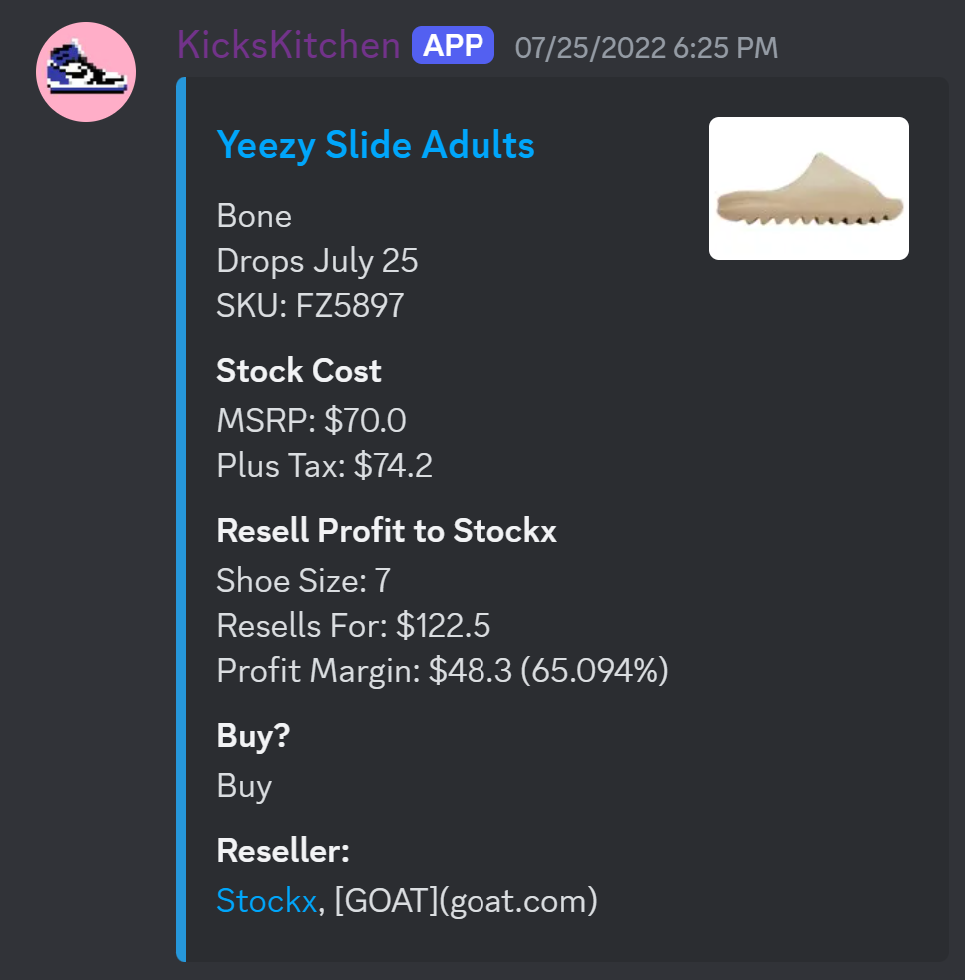 KicksKitchen APP 07/25/2022 6:25 PM
Yeezy Slide Adults
Bone
Drops July 25
SKU: FZ5897
Stock Cost
MSRP: $70.0
Plus Tax: $74.2
Resell Profit to Stockx
Shoe Size: 7
Resells For: $122.5
Profit Margin: $48.3 (65.094%)
Buy?
Buy
Reseller:
Stockx, [GOAT](goat.com)